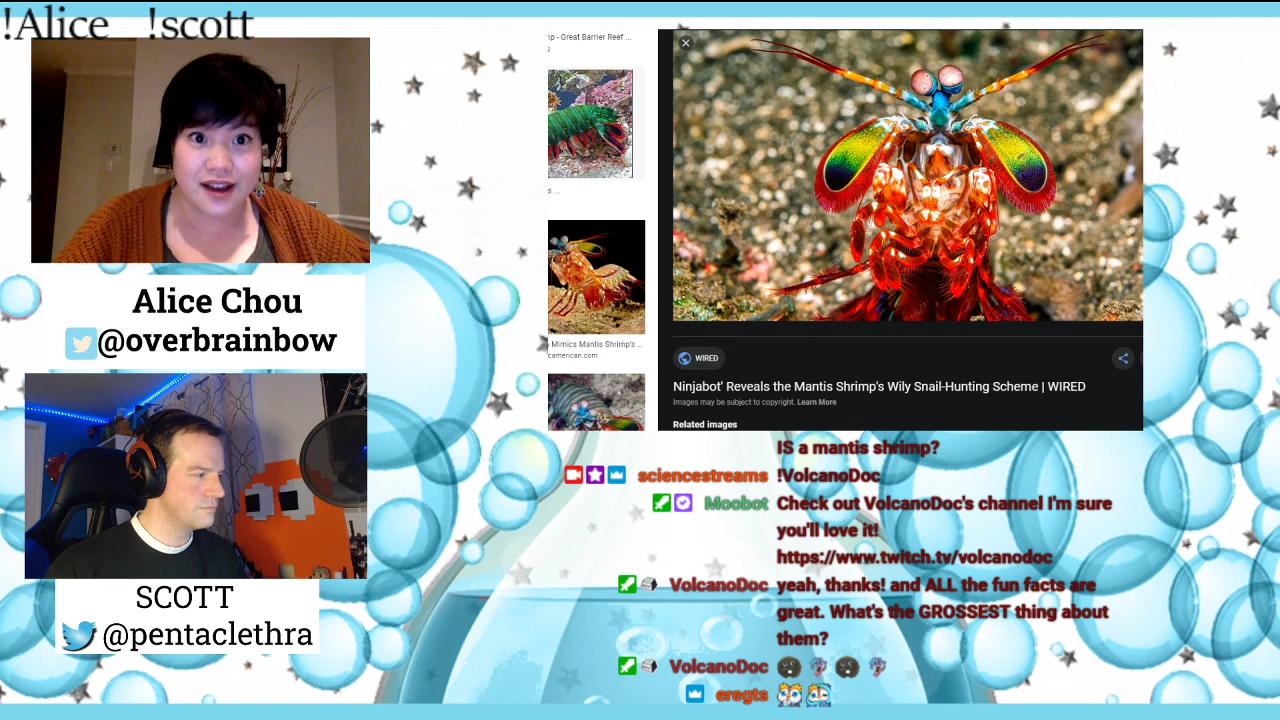 !Alice !scott
Alice Chou
@overbrainbow
SCOTT
@pentaclethra
- Great Barrier Reef ...
s ...
Mimics Mantis Shrimp's ...
american.com
WIRED
Ninjabot' Reveals the Mantis Shrimp's Wily Snail-Hunting Scheme | WIRED
Images may be subject to copyright. Learn More
Related images
IS a mantis shrimp?
sciencestreams !VolcanoDoc
Moobot Check out VolcanoDoc's channel I'm sure
you'll love it!
https://www.twitch.tv/volcanodoc
VolcanoDoc yeah, thanks! and ALL the fun facts are
great. What's the GROSSEST thing about
them?
VolcanoDoc
eregts